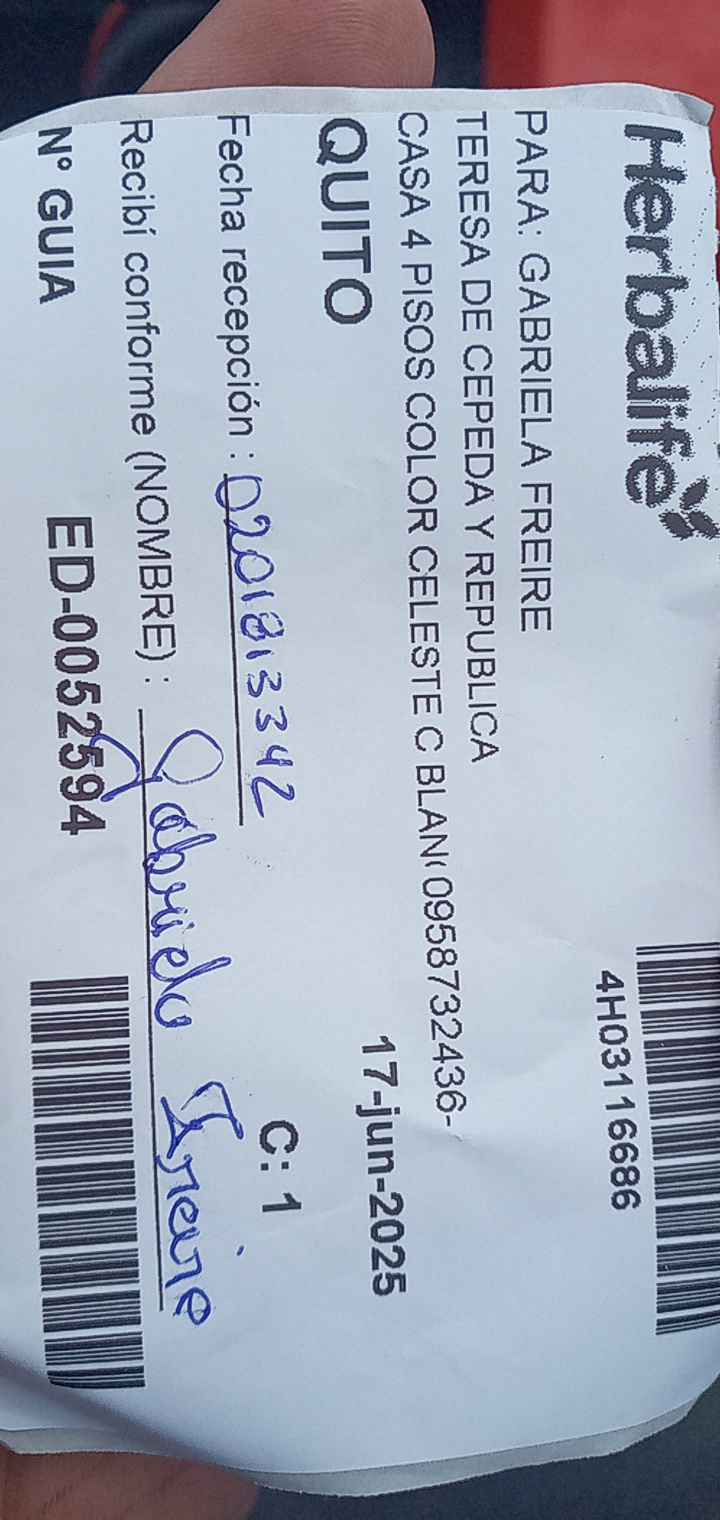 Herbalife
4H03116686
PARA: GABRIELA FREIRE
TERESA DE CEPEDA Y REPUBLICA
CASA 4 PISOS COLOR CELESTE C BLAN( 0958732436-
QUITO
17-jun-2025
Fecha recepción : 0201813342
C: 1
Recibí conforme (NOMBRE) : Gabriela Freire
N° GUIA ED-0052594